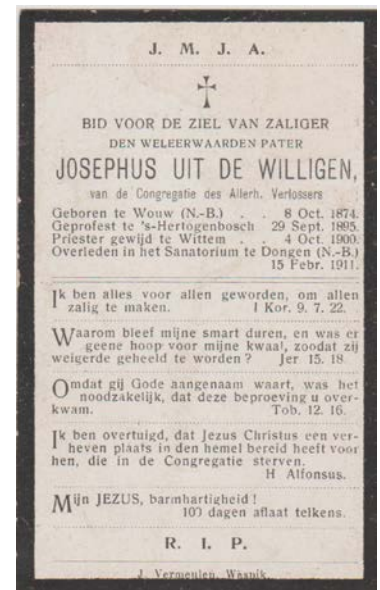 J. M. J. A.
BID VOOR DE ZIEL VAN ZALIGER
DEN WELEERWAARDEN PATER
JOSEPHUS UIT DE WILLIGEN,
van de Congregatie des Allerh. Verlossers
Geboren te Wouw (N.-B.) . . 8 Oct. 1874.
Geprofest te 's-Hertogenbosch 29 Sept. 1895.
Priester gewijd te Wittem . 4 Oct. 1900.
Overleden in het Sanatorium te Dongen (N.-B.)
15 Febr. 1911.
Ik ben alles voor allen geworden, om allen
zalig te maken. I Kor. 9. 7. 22.
Waarom bleef mijne smart duren, en was er
geene hoop voor mijne kwaal, zoodat zij
weigerde geheeld te worden? Jer 15. 18.
Omdat gij Gode aangenaam waart, was het
noodzakelijk, dat deze beproeving u over-
kwam. Tob. 12. 16.
Ik ben overtuigd, dat Jezus Christus een ver-
heven plaats in den hemel bereid heeft voor
hen, die in de Congregatie sterven.
H Alfonsus.
Mijn JEZUS, barmhartigheid!
100 dagen aflaat telkens.
R. I. P.
J. Vermeulen, Waspik.